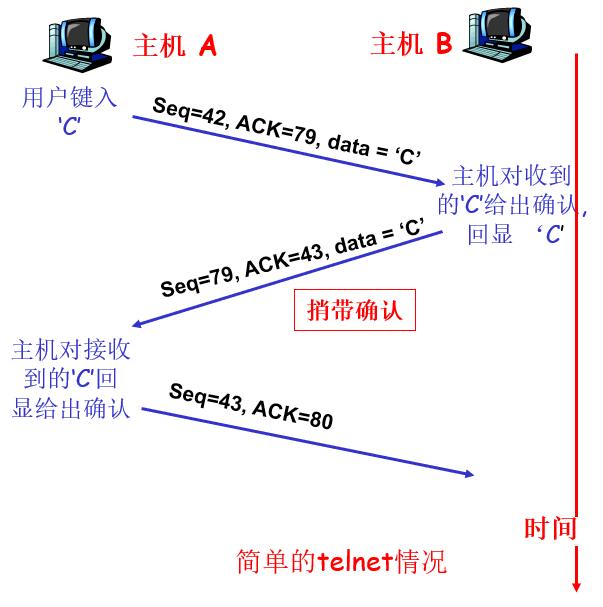 主机 A
主机 B
用户键入
‘C’
Seq=42, ACK=79, data = ‘C’
主机对收到
的‘C’给出确认,
回显 ‘C’
Seq=79, ACK=43, data = ‘C’
捎带确认
主机对接收
到的‘C’回
显给出确认
Seq=43, ACK=80
时间
简单的telnet情况